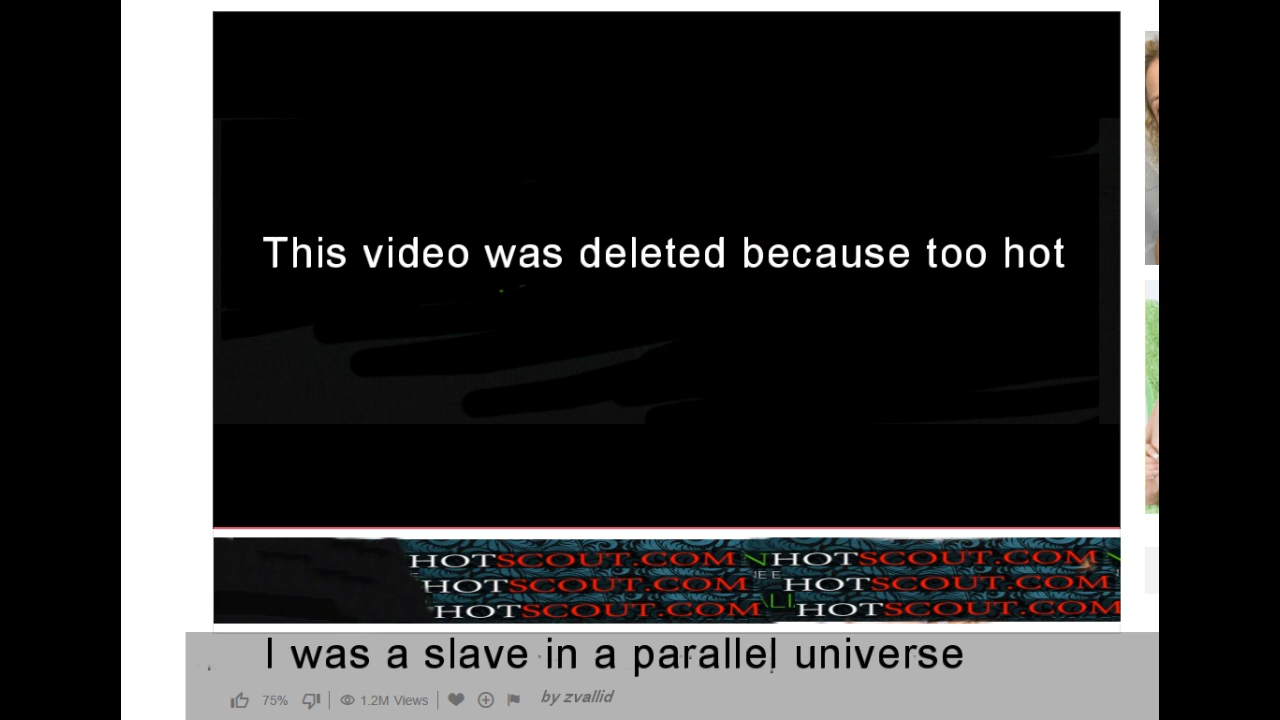 This video was deleted because too hot
HOTSCOUT.COM HOTSCOUT.COM
HOTSCOUT.COM HOTSCOUT.COM
HOTSCOUT.COM HOTSCOUT.COM
I was a slave in a parallel universe
75% 1.2M Views by zvallid